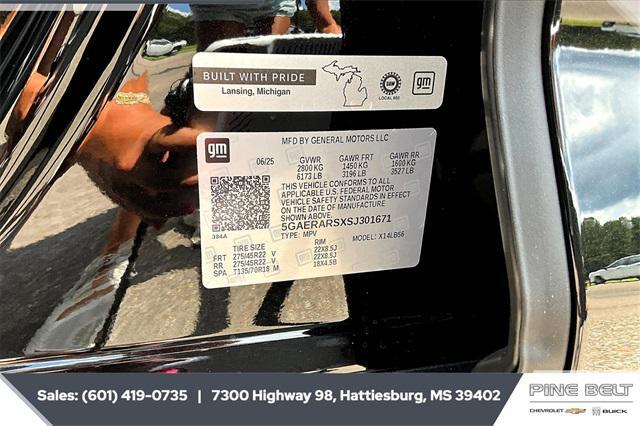 BUILT WITH PRIDE
Lansing, Michigan
UAW
LOCAL 602
gm
gm
MFD BY GENERAL MOTORS LLC
06/25 GVWR GAWR FRT GAWR RR
2800 KG 1450 KG 1600 KG
6173 LB 3196 LB 3527 LB
THIS VEHICLE CONFORMS TO ALL
APPLICABLE U.S. FEDERAL MOTOR
VEHICLE SAFETY STANDARDS IN EFFECT
ON THE DATE OF MANUFACTURE
SHOWN ABOVE.
5GAERARSXSJ301671
384A TYPE: MPV MODEL: X14LB56
TIRE SIZE RIM
FRT 275/45R22 V 22X8.5J
RR 275/45R22 V 22X8.5J
SPA T135/70R18 M 18X4.5B
Sales: (601) 419-0735 | 7300 Highway 98, Hattiesburg, MS 39402
PINE BELT
CHEVROLET BUICK